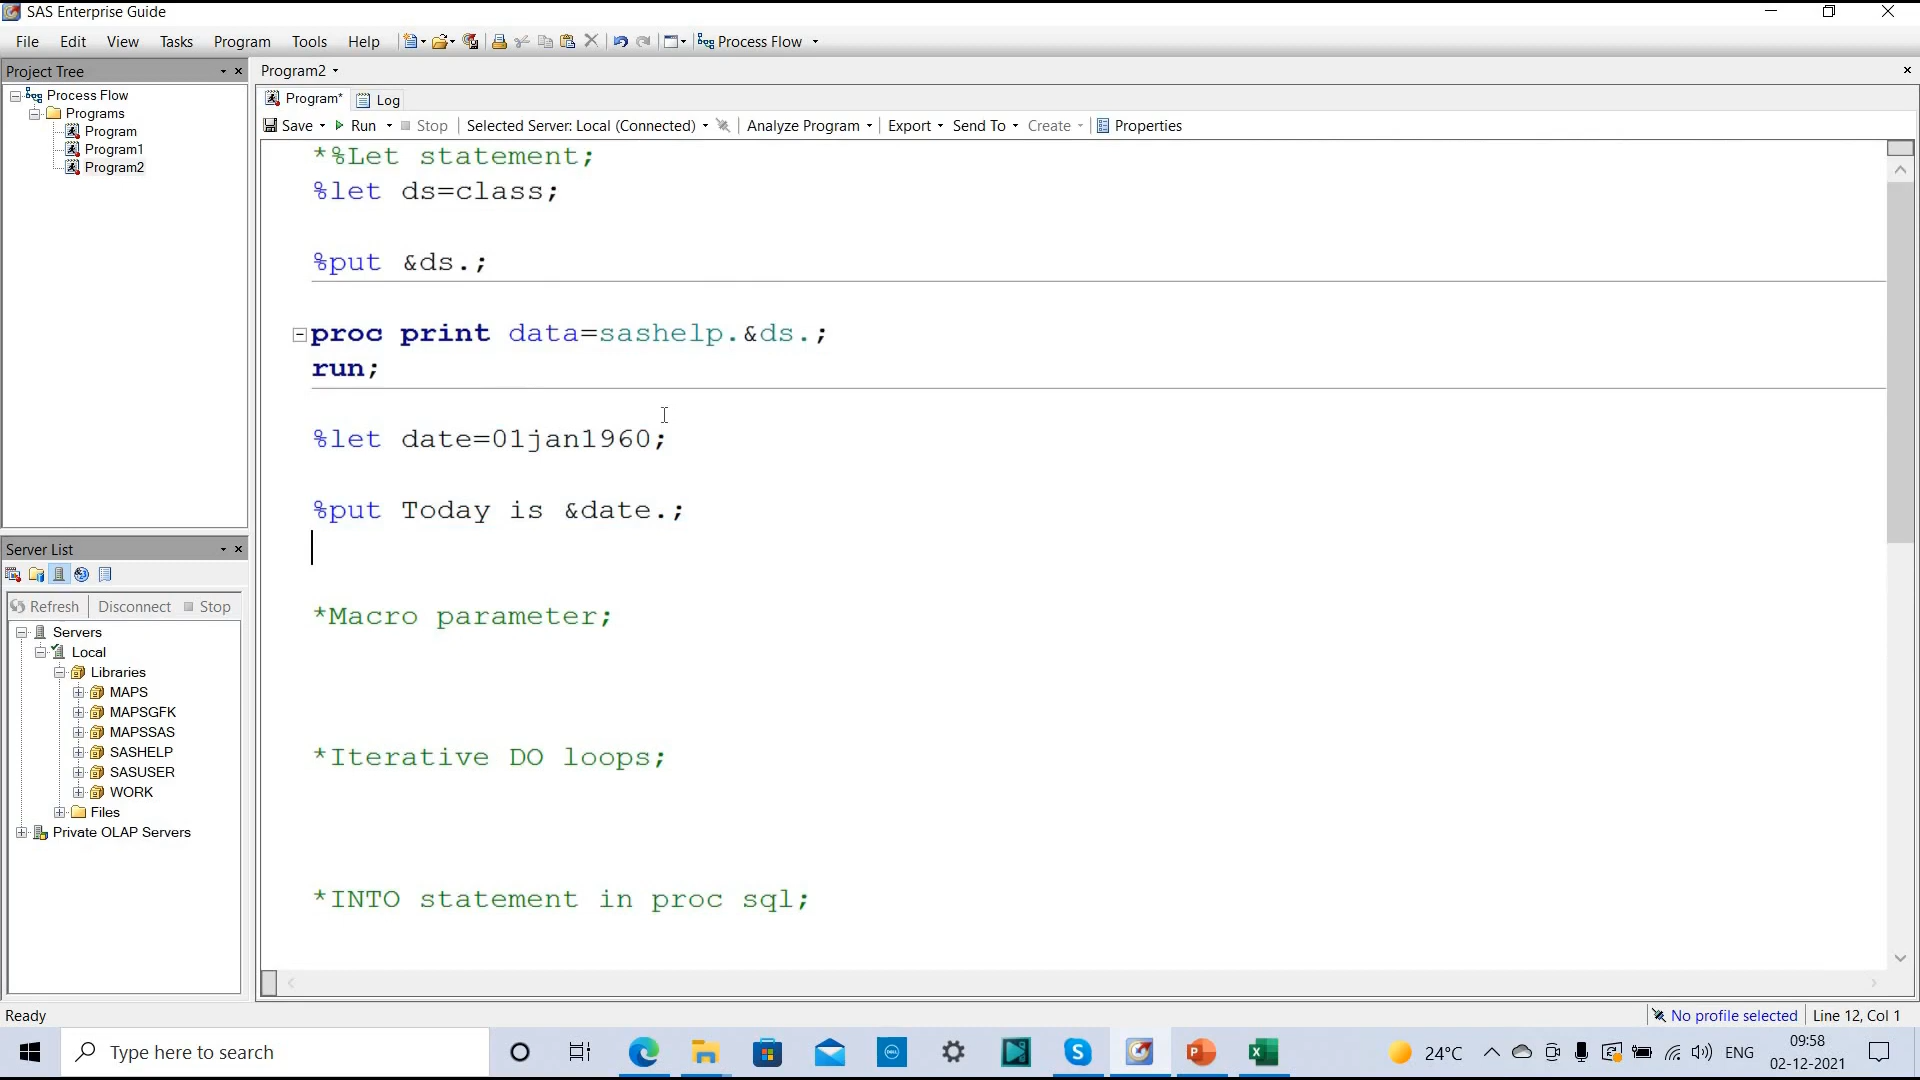 SAS Enterprise Guide
File Edit View Tasks Program Tools Help Process Flow
Project Tree
Process Flow
Programs
Program
Program1
Program2
Program2
Program* Log
Save Run Stop Selected Server: Local (Connected) Analyze Program Export Send To Create Properties
*%Let statement;
%let ds=class;
%put &ds.;
proc print data=sashelp.&ds.;
run;
%let date=01jan1960;
%put Today is &date.;
*Macro parameter;
*Iterative DO loops;
*INTO statement in proc sql;
Server List
Refresh Disconnect Stop
Servers
Local
Libraries
MAPS
MAPSGFK
MAPSSAS
SASHELP
SASUSER
WORK
Files
Private OLAP Servers
Ready
No profile selected Line 12, Col 1
Type here to search
24°C
ENG
09:58
02-12-2021